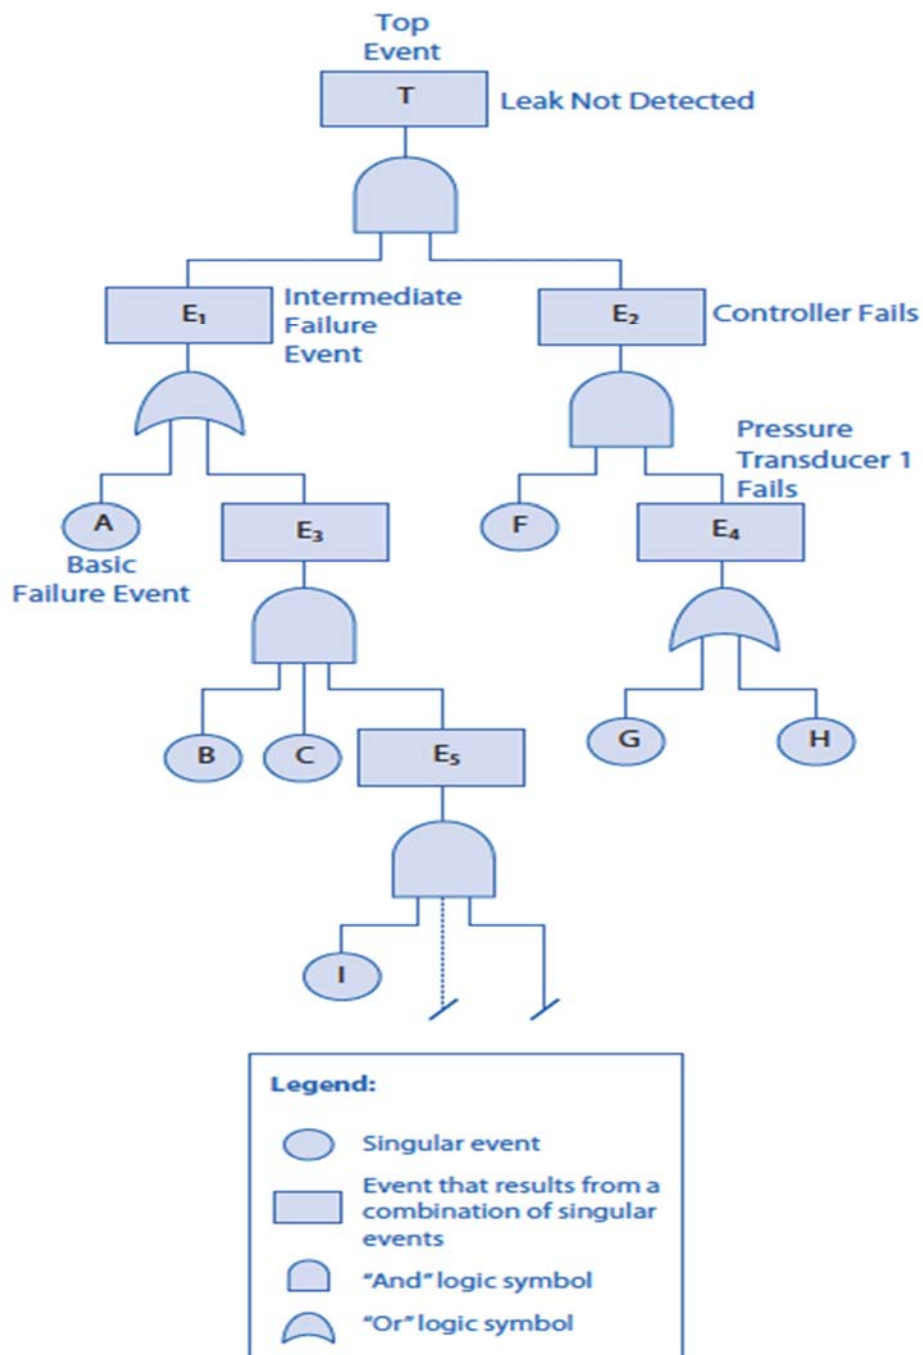 Top
Event
T
Leak Not Detected
E₁
Intermediate
Failure
Event
E₂
Controller Fails
Pressure
Transducer 1
Fails
A
Basic
Failure Event
E₃
F
E₄
B
C
E₅
G
H
I
Legend:
Singular event
Event that results from a
combination of singular
events
"And" logic symbol
"Or" logic symbol